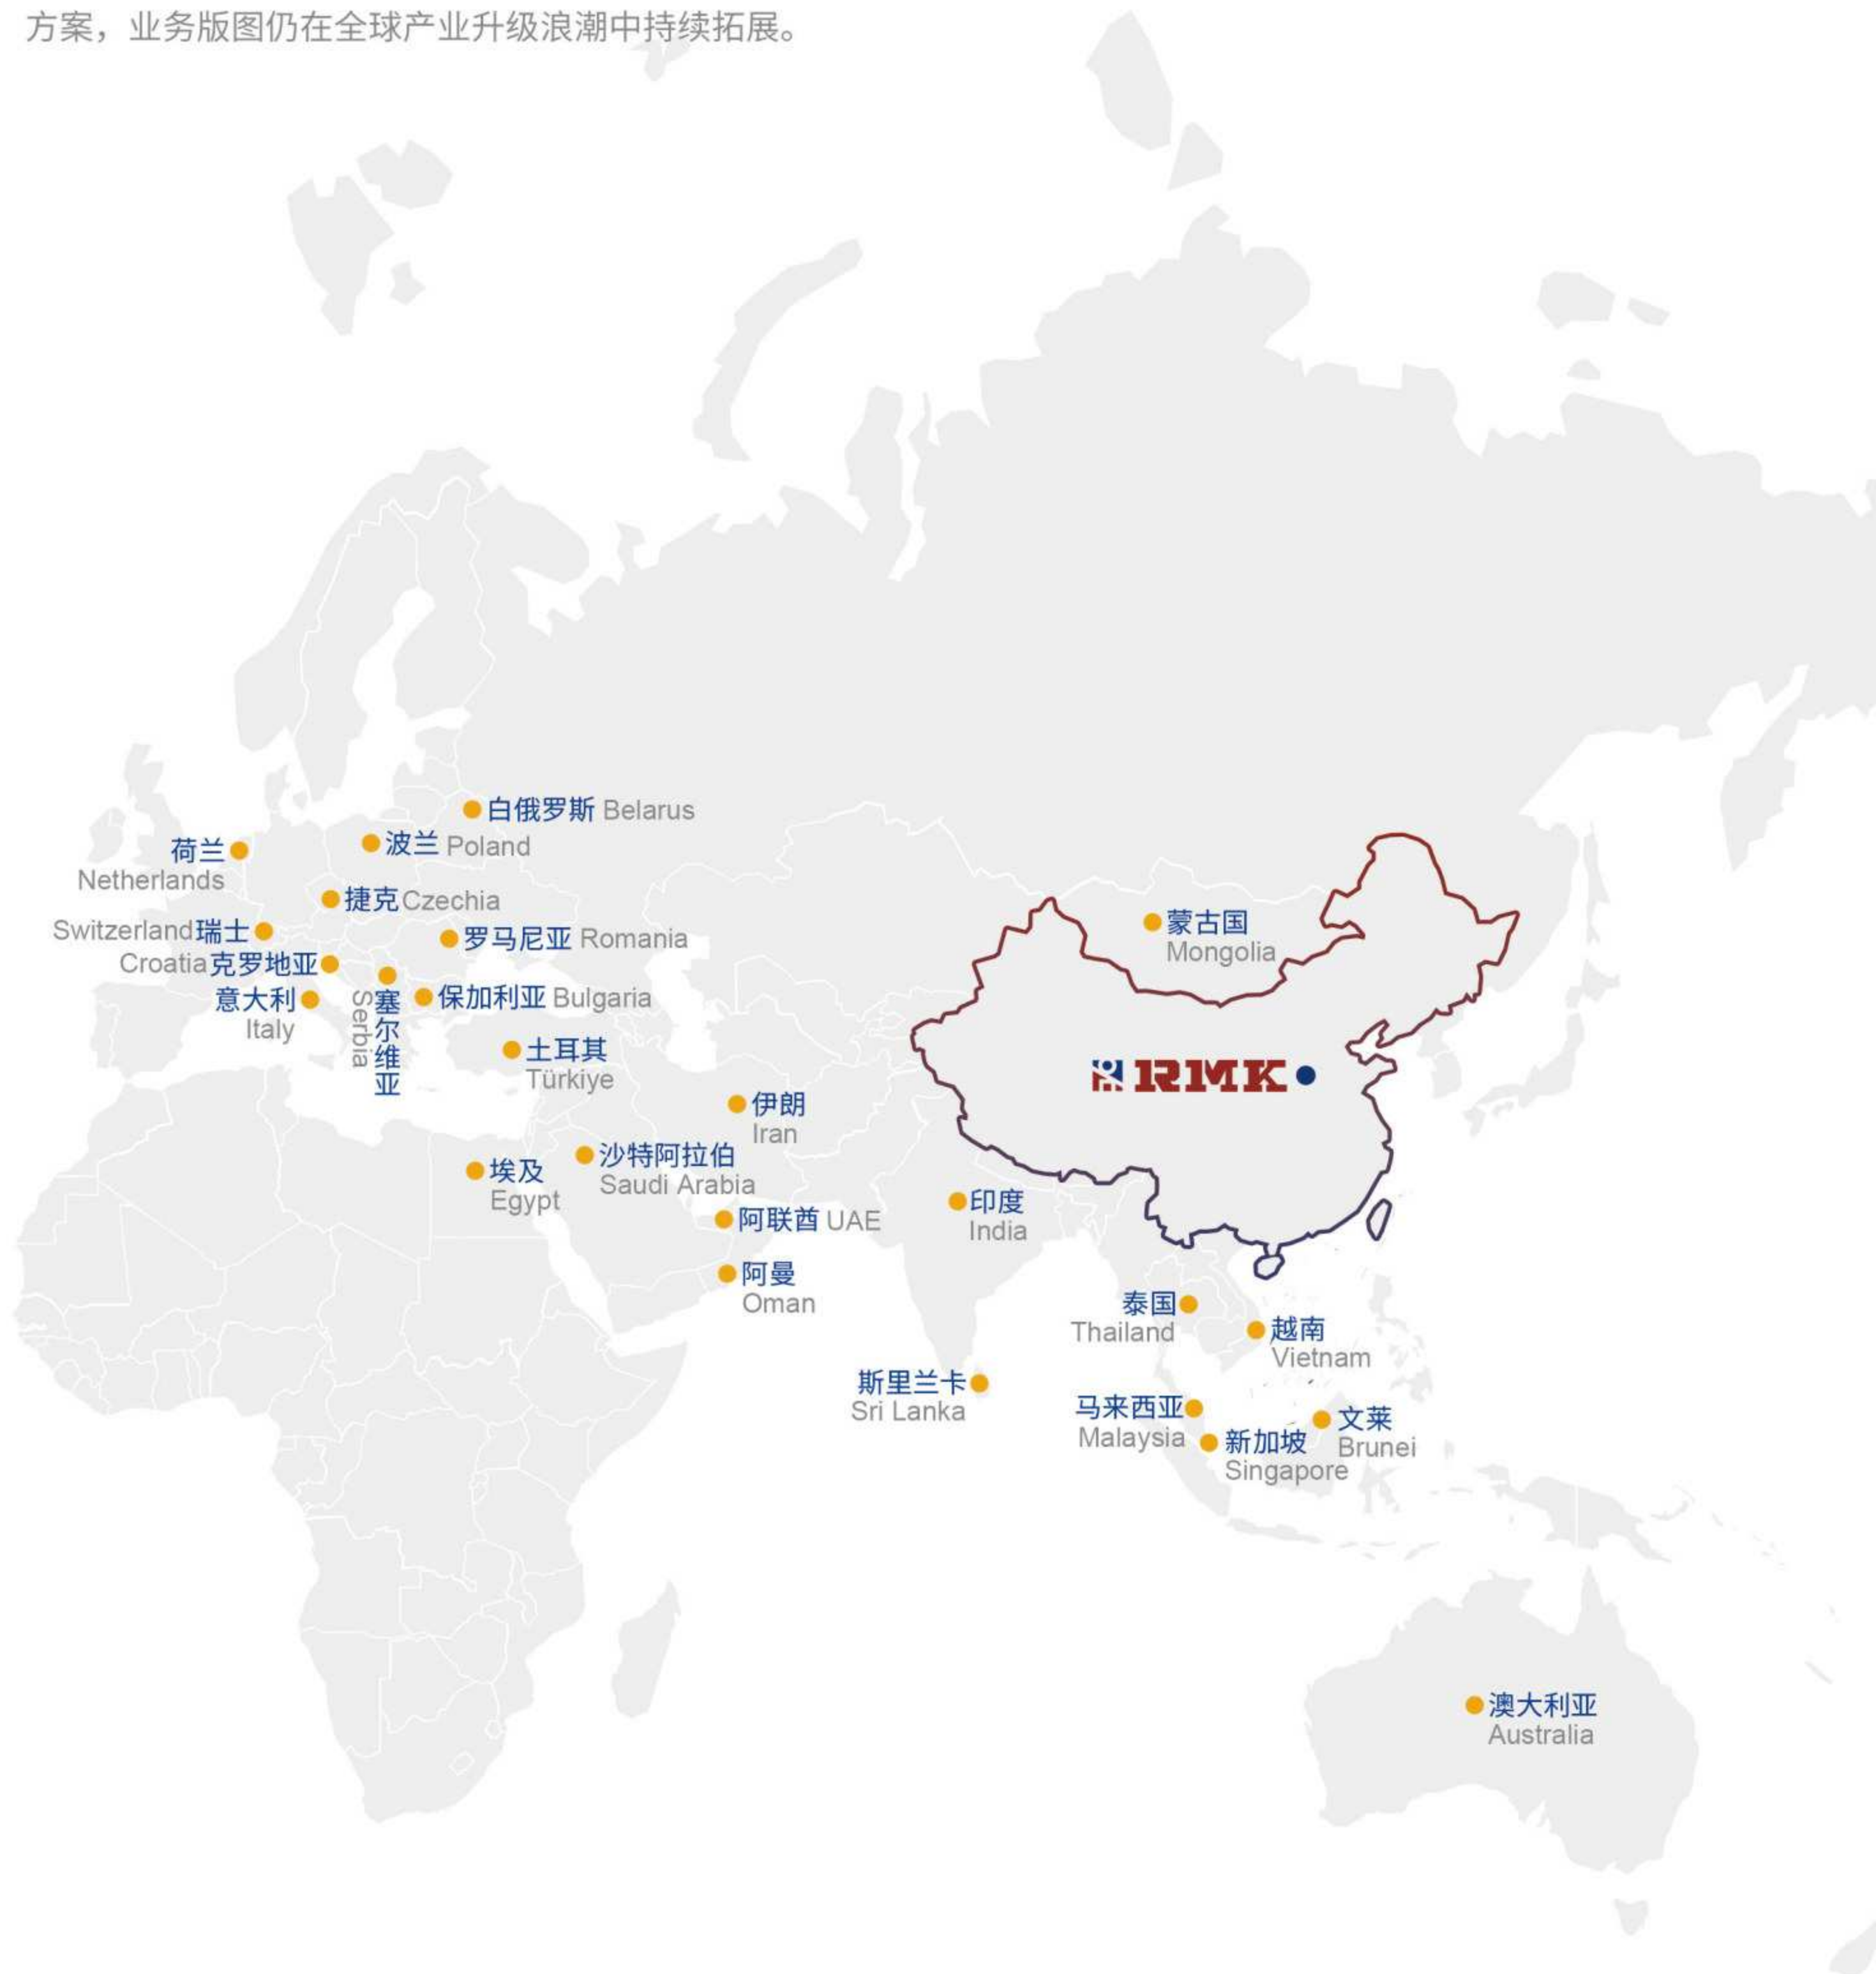 方案，业务版图仍在全球产业升级浪潮中持续拓展。
白俄罗斯 Belarus
波兰 Poland
荷兰
Netherlands
捷克 Czechia
Switzerland 瑞士
罗马尼亚 Romania
Croatia 克罗地亚
意大利
Italy
塞尔维亚
Serbia
保加利亚 Bulgaria
土耳其
Türkiye
蒙古国
Mongolia
RMK
伊朗
Iran
沙特阿拉伯
Saudi Arabia
埃及
Egypt
阿联酋 UAE
印度
India
阿曼
Oman
泰国
Thailand
越南
Vietnam
斯里兰卡
Sri Lanka
马来西亚
Malaysia
文莱
Brunei
新加坡
Singapore
澳大利亚
Australia